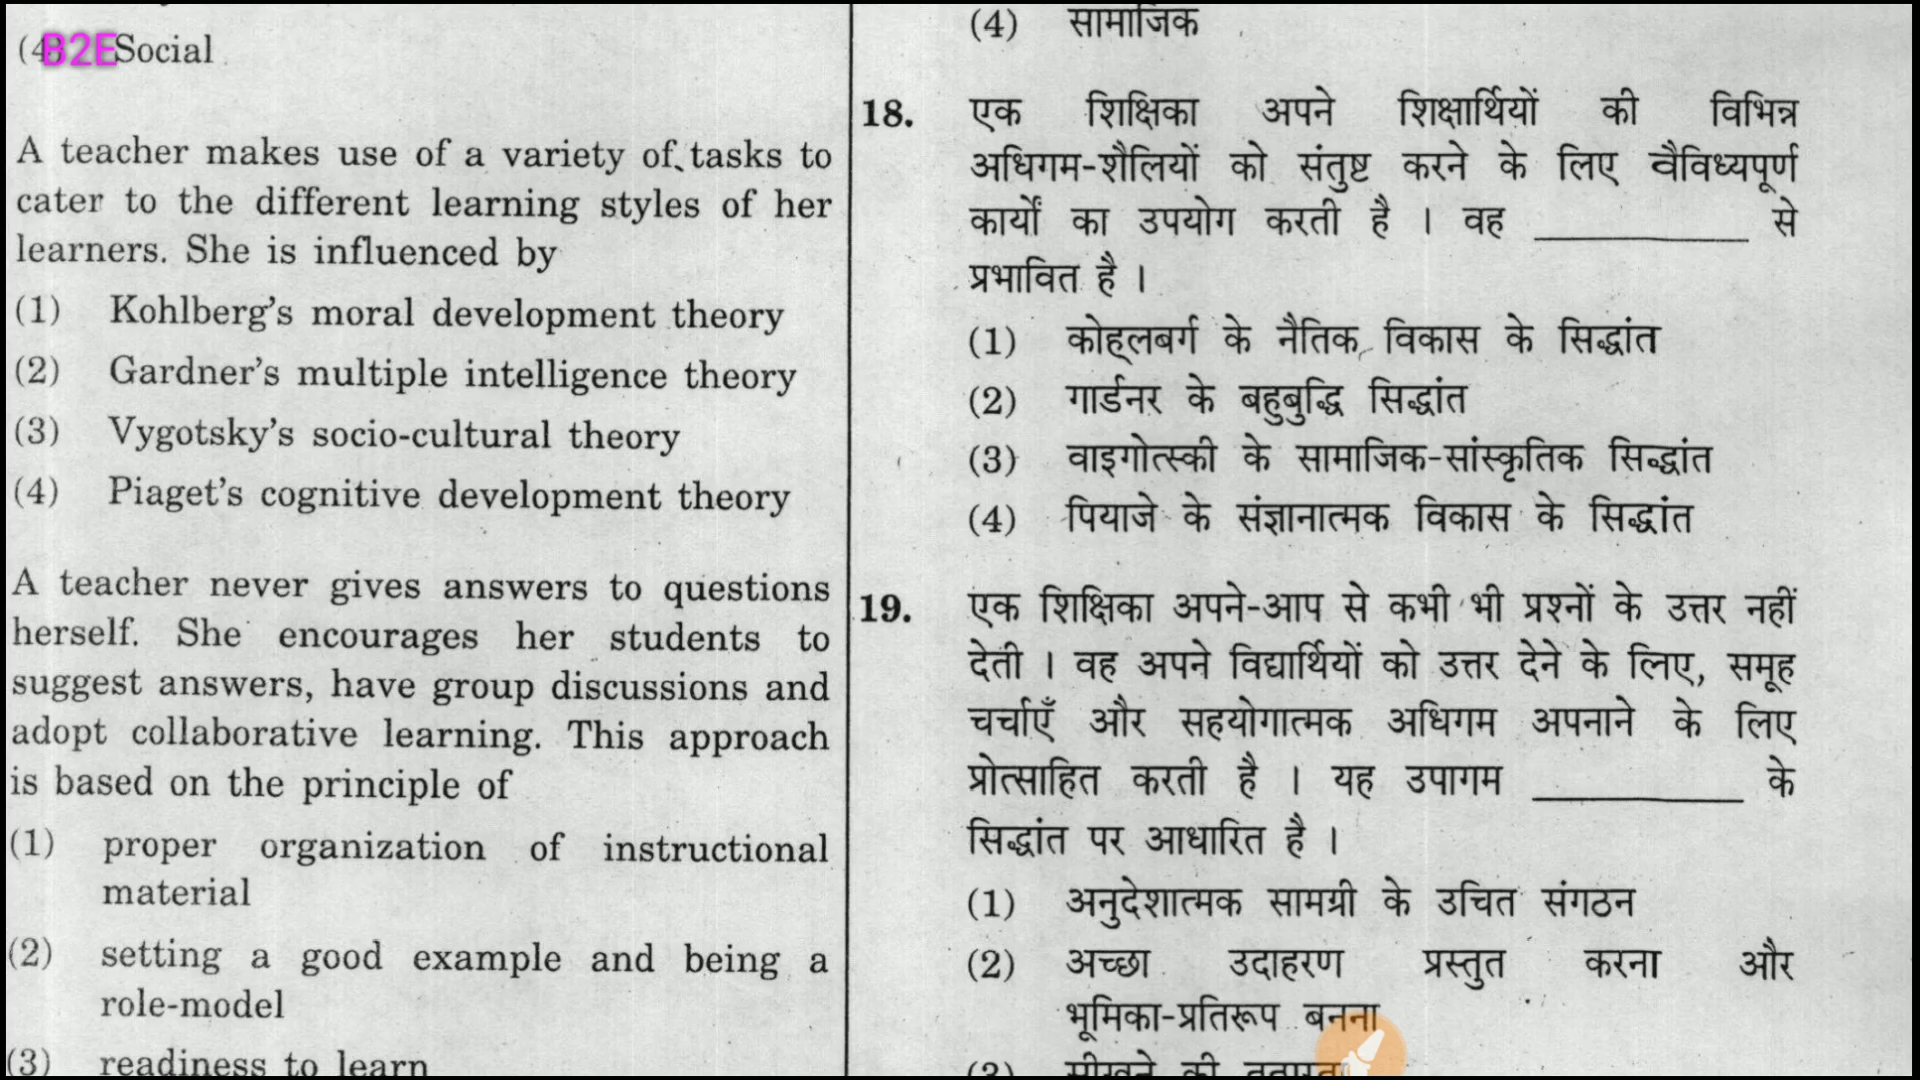 (4) Social
B2E
A teacher makes use of a variety of tasks to
cater to the different learning styles of her
learners. She is influenced by
(1) Kohlberg's moral development theory
(2) Gardner's multiple intelligence theory
(3) Vygotsky's socio-cultural theory
(4) Piaget's cognitive development theory
A teacher never gives answers to questions
herself. She encourages her students to
suggest answers, have group discussions and
adopt collaborative learning. This approach
is based on the principle of
(1) proper organization of instructional
material
(2) setting a good example and being a
role-model
(3) readiness to learn
(4) सामाजिक
18. एक शिक्षिका अपने शिक्षार्थियों की विभिन्न
अधिगम-शैलियों को संतुष्ट करने के लिए वैविध्यपूर्ण
कार्यों का उपयोग करती है । वह __________ से
प्रभावित है ।
(1) कोह्लबर्ग के नैतिक विकास के सिद्धांत
(2) गार्डनर के बहुबुद्धि सिद्धांत
(3) वाइगोत्स्की के सामाजिक-सांस्कृतिक सिद्धांत
(4) पियाजे के संज्ञानात्मक विकास के सिद्धांत
19. एक शिक्षिका अपने-आप से कभी भी प्रश्नों के उत्तर नहीं
देती । वह अपने विद्यार्थियों को उत्तर देने के लिए, समूह
चर्चाएँ और सहयोगात्मक अधिगम अपनाने के लिए
प्रोत्साहित करती है । यह उपागम __________ के
सिद्धांत पर आधारित है ।
(1) अनुदेशात्मक सामग्री के उचित संगठन
(2) अच्छा उदाहरण प्रस्तुत करना और
भूमिका-प्रतिरूप बनना
(3) सीखने की